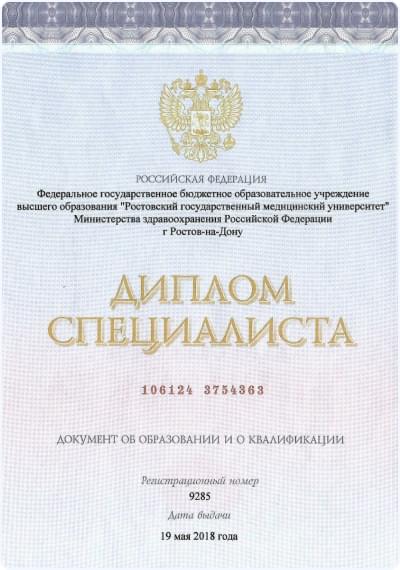 РОССИЙСКАЯ ФЕДЕРАЦИЯ
Федеральное государственное бюджетное образовательное учреждение
высшего образования "Ростовский государственный медицинский университет"
Министерства здравоохранения Российской Федерации
г Ростов-на-Дону
ДИПЛОМ
СПЕЦИАЛИСТА
106124 3754363
ДОКУМЕНТ ОБ ОБРАЗОВАНИИ И О КВАЛИФИКАЦИИ
Регистрационный номер
9285
Дата выдачи
19 мая 2018 года